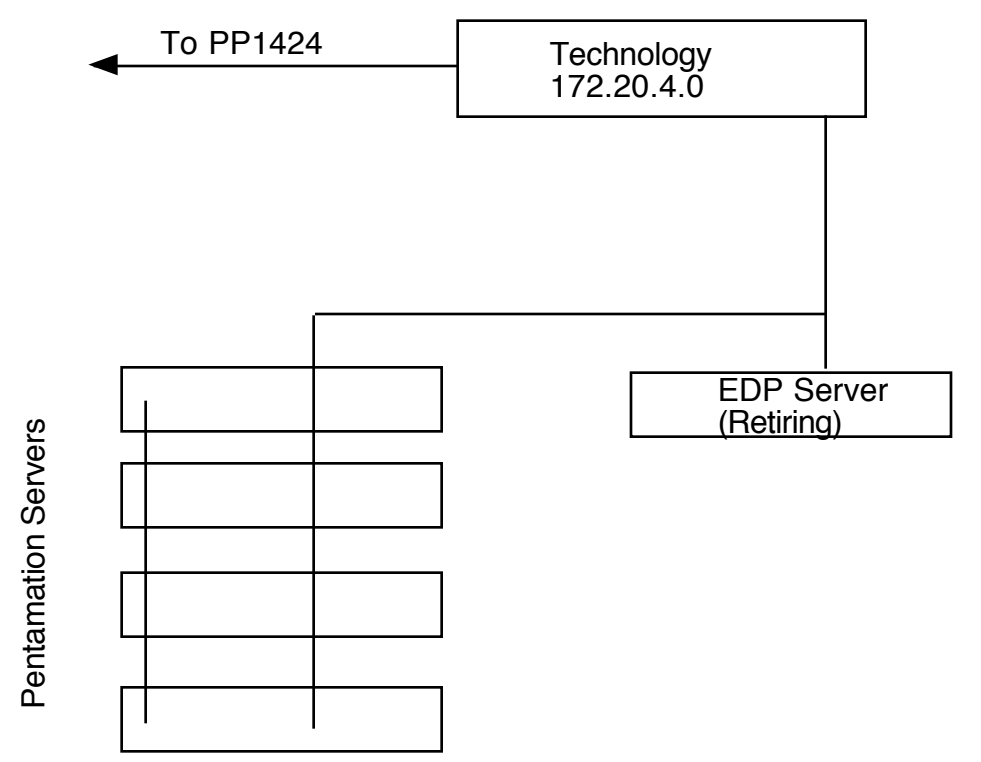 To PP1424
Technology
172.20.4.0
EDP Server
(Retiring)
Pentamation Servers